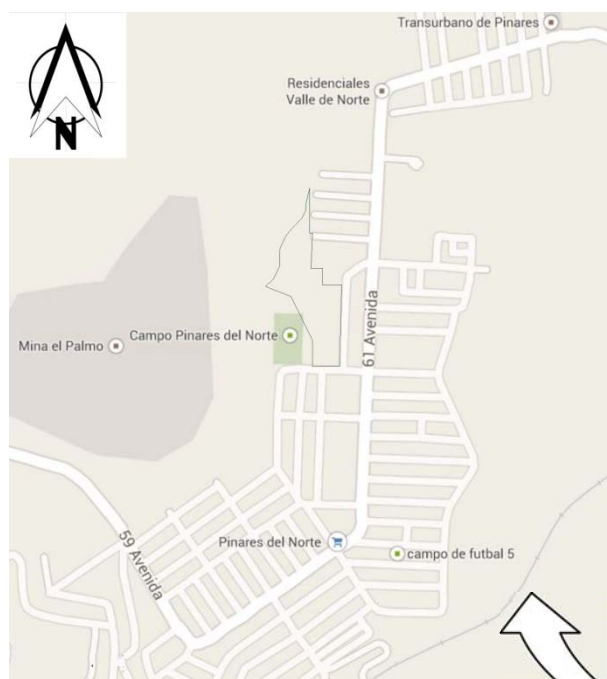 Transurbano de Pinares
Residenciales
Valle de Norte
N
Campo Pinares del Norte
61 Avenida
Mina el Palmo
59 Avenida
Pinares del Norte
campo de futbal 5